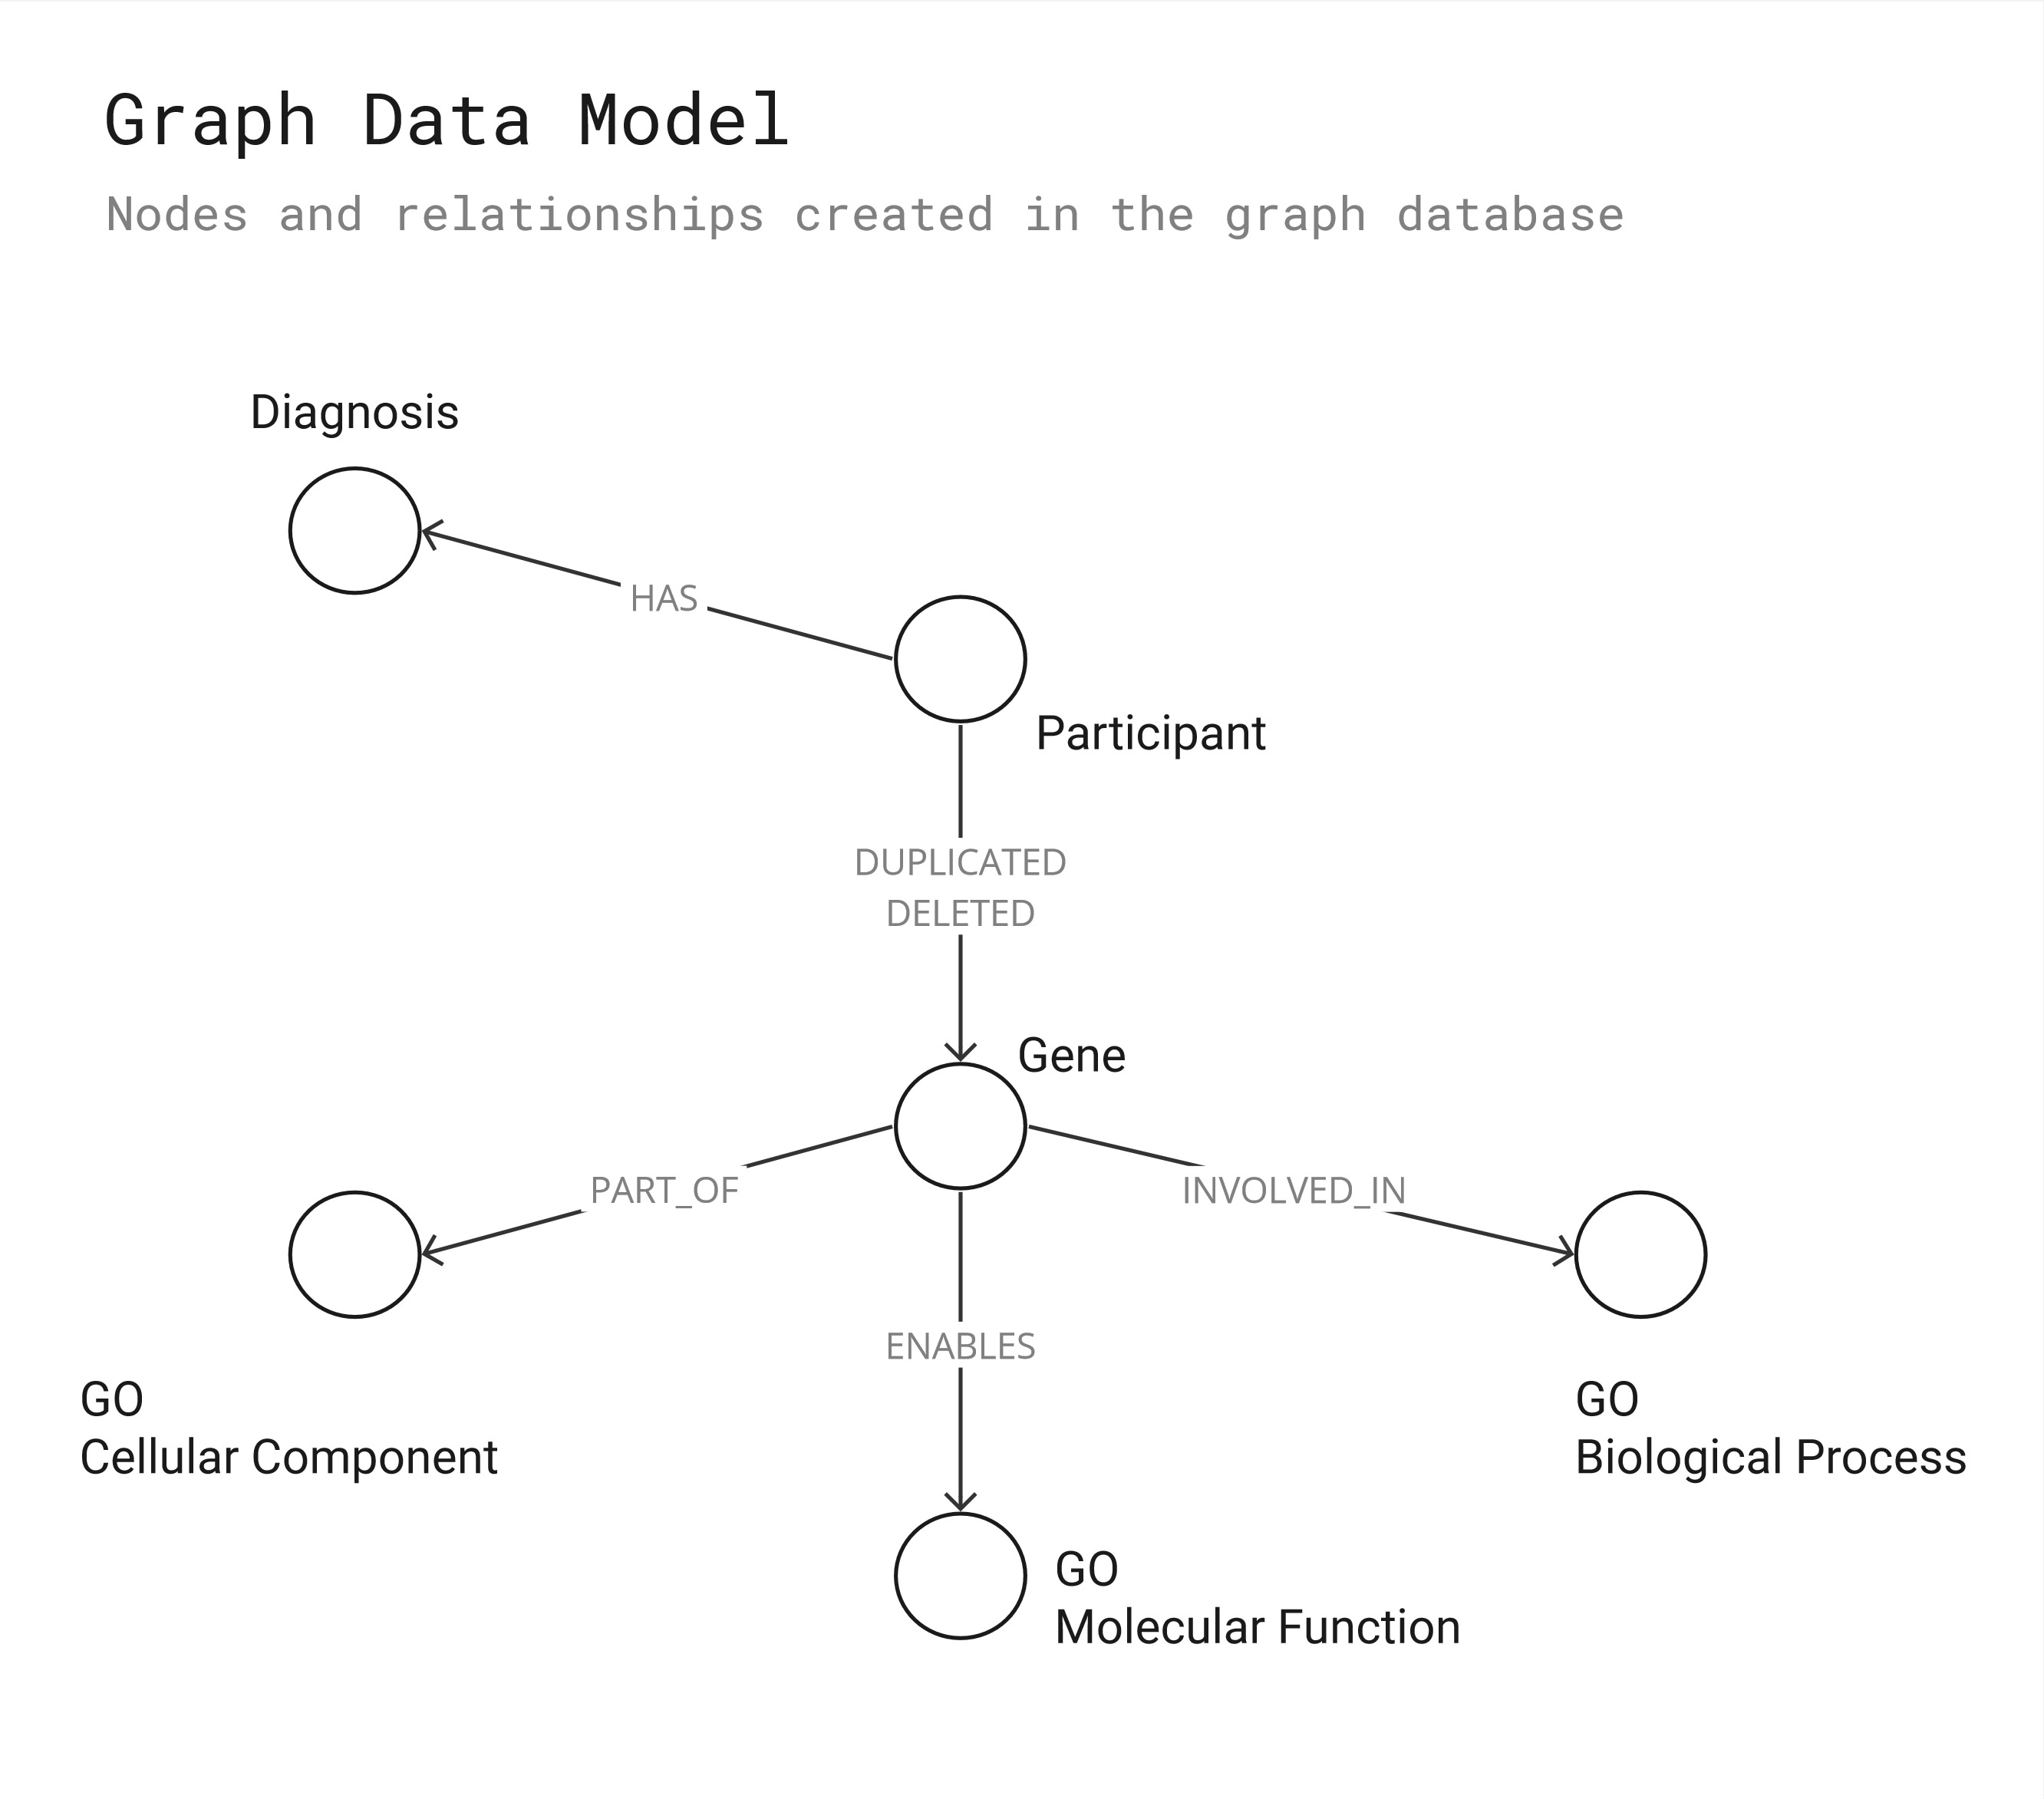 Graph Data Model
Nodes and relationships created in the graph database
Diagnosis
HAS
Participant
DUPLICATED
DELETED
Gene
PART_OF
INVOLVED_IN
ENABLES
GO
Cellular Component
GO
Biological Process
GO
Molecular Function